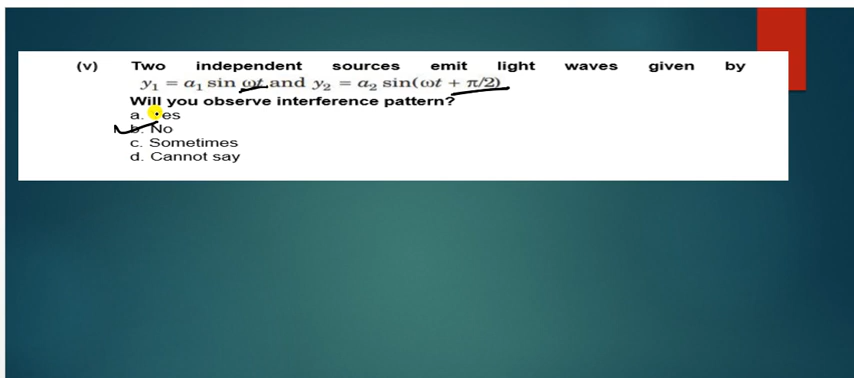 (v) Two independent sources emit light waves given by
y₁ = a₁ sin ωt and y₂ = a₂ sin(ωt + π/2)
Will you observe interference pattern?
a. Yes
b. No
c. Sometimes
d. Cannot say